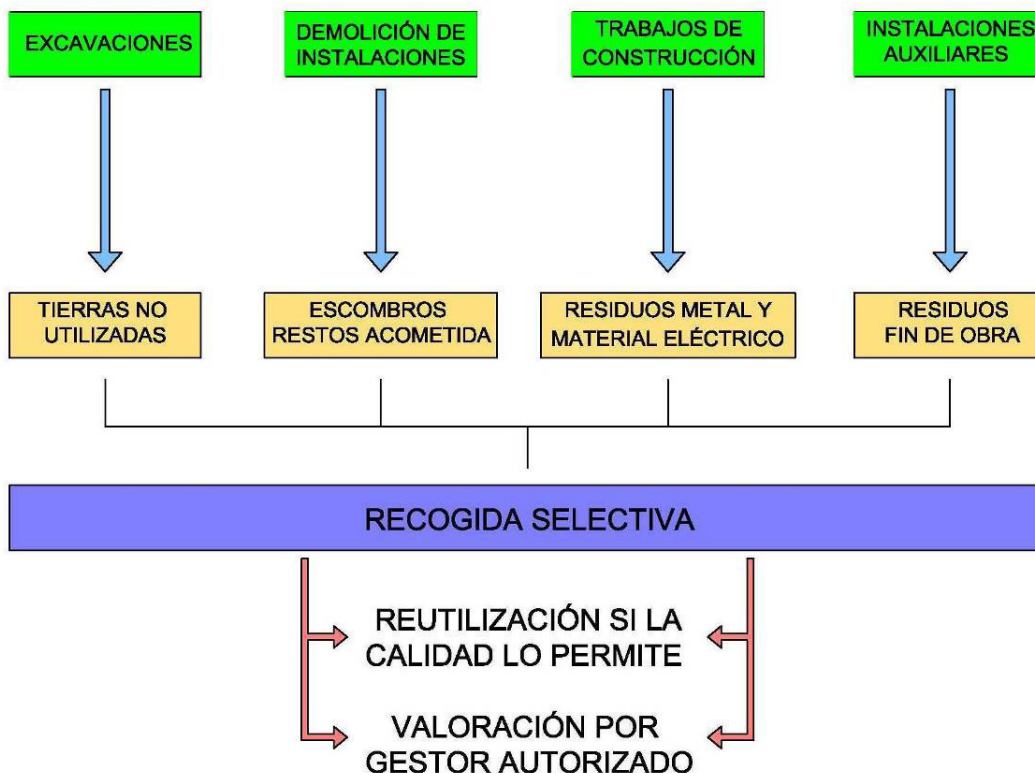 EXCAVACIONES
DEMOLICIÓN DE
INSTALACIONES
TRABAJOS DE
CONSTRUCCIÓN
INSTALACIONES
AUXILIARES
TIERRAS NO
UTILIZADAS
ESCOMBROS
RESTOS ACOMETIDA
RESIDUOS METAL Y
MATERIAL ELÉCTRICO
RESIDUOS
FIN DE OBRA
RECOGIDA SELECTIVA
REUTILIZACIÓN SI LA
CALIDAD LO PERMITE
VALORACIÓN POR
GESTOR AUTORIZADO